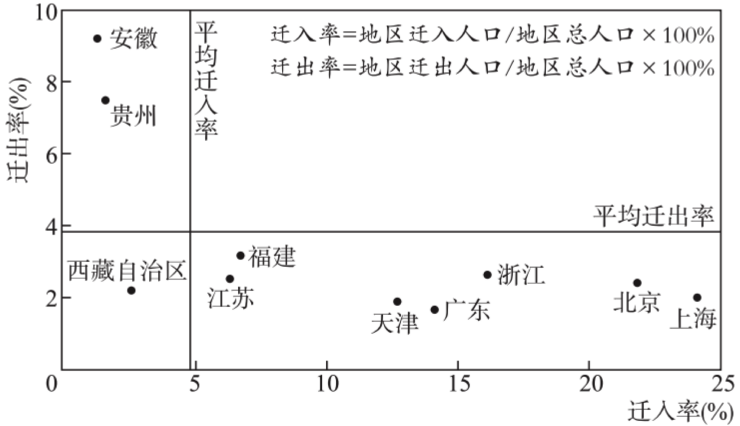 10
8
6
4
2
0
迁出率(%)
安徽
贵州
平均迁入率
迁入率=地区迁入人口/地区总人口×100%
迁出率=地区迁出人口/地区总人口×100%
平均迁出率
西藏自治区
福建
江苏
浙江
天津
广东
北京
上海
5
10
15
20
25
迁入率(%)